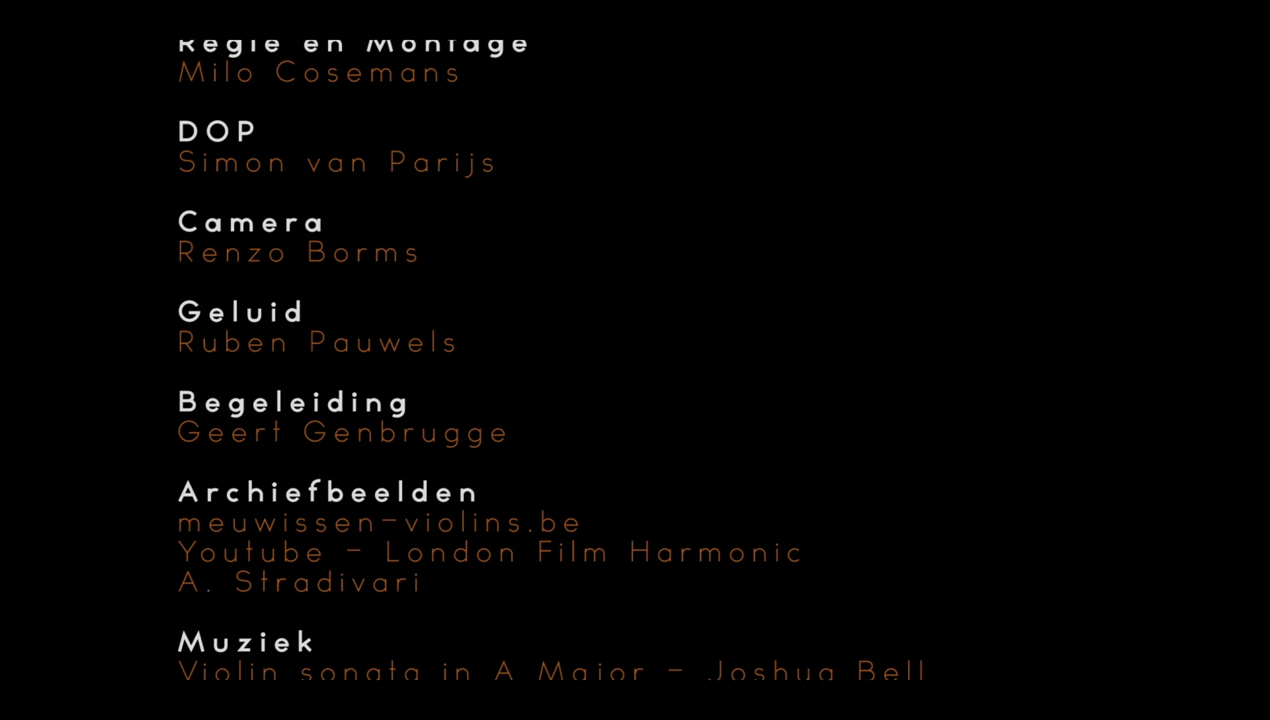 Regie en Montage
Milo Cosemans
DOP
Simon van Parijs
Camera
Renzo Borms
Geluid
Ruben Pauwels
Begeleiding
Geert Genbrugge
Archiefbeelden
meuwissen-violins.be
Youtube - London Film Harmonic
A. Stradivari
Muziek
Violin sonata in A Major - Joshua Bell